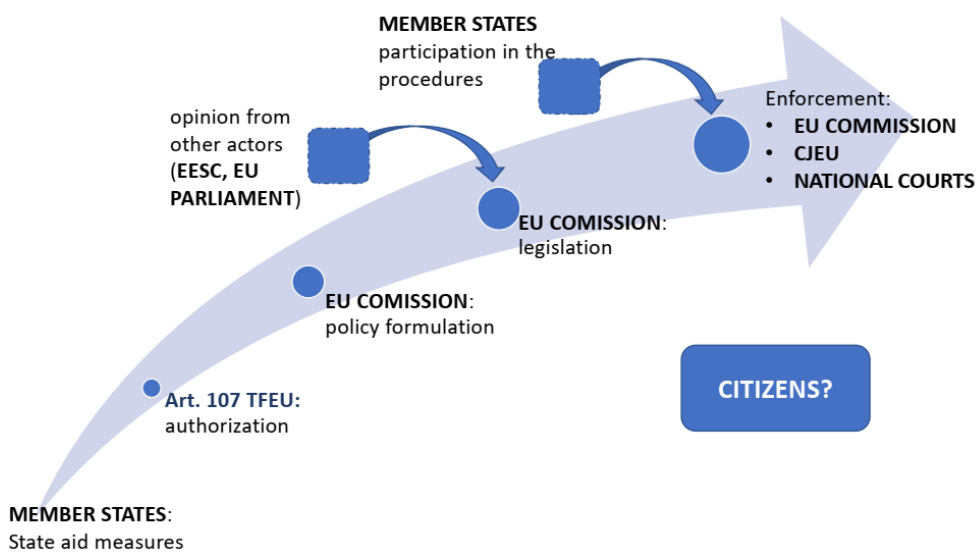 MEMBER STATES
participation in the
procedures
Enforcement:
• EU COMMISSION
• CJEU
• NATIONAL COURTS
opinion from
other actors
(EESC, EU
PARLIAMENT)
EU COMISSION:
legislation
EU COMISSION:
policy formulation
CITIZENS?
Art. 107 TFEU:
authorization
MEMBER STATES:
State aid measures